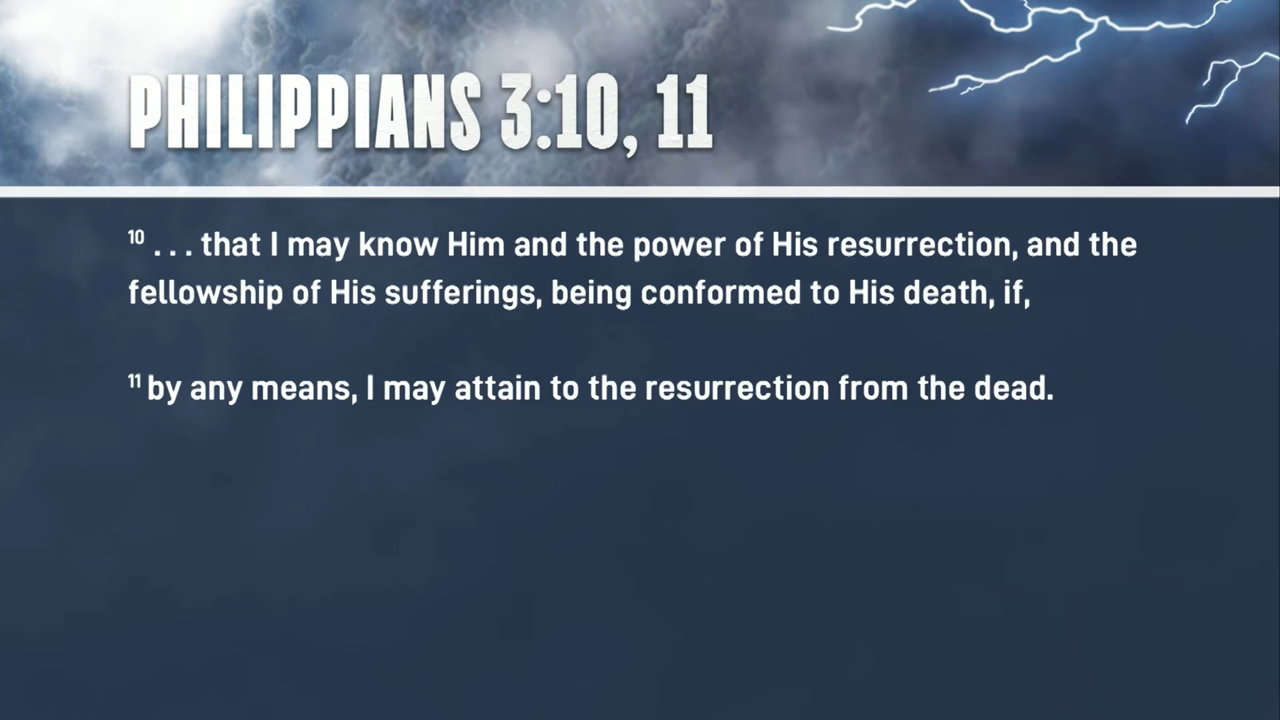 PHILIPPIANS 3:10, 11
10 . . . that I may know Him and the power of His resurrection, and the
fellowship of His sufferings, being conformed to His death, if,
11 by any means, I may attain to the resurrection from the dead.